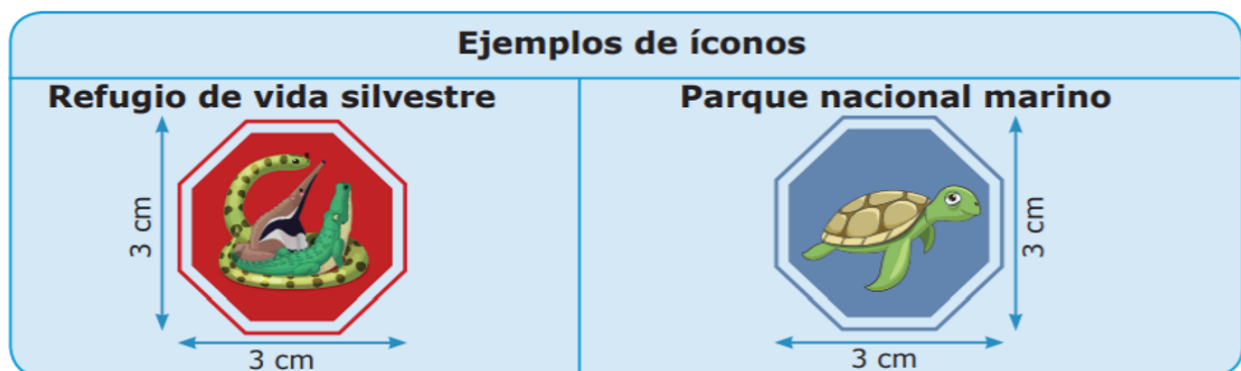 Ejemplos de íconos
Refugio de vida silvestre
3 cm
3 cm
Parque nacional marino
3 cm
3 cm